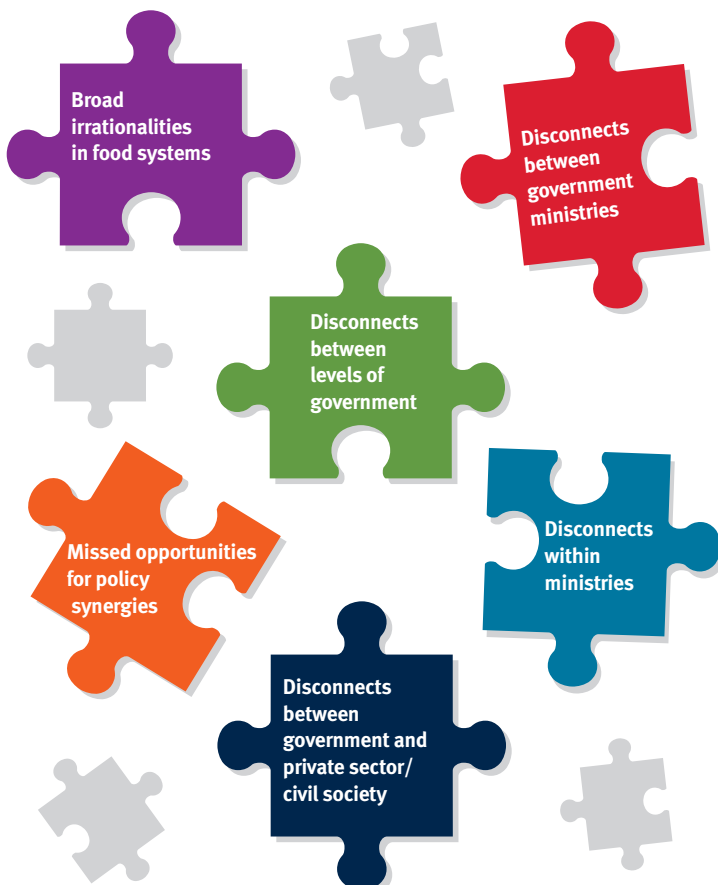 Broad
irrationalities
in food systems
Disconnects
between
government
ministries
Disconnects
between
levels of
government
Missed opportunities
for policy
synergies
Disconnects
within
ministries
Disconnects
between
government and
private sector/
civil society